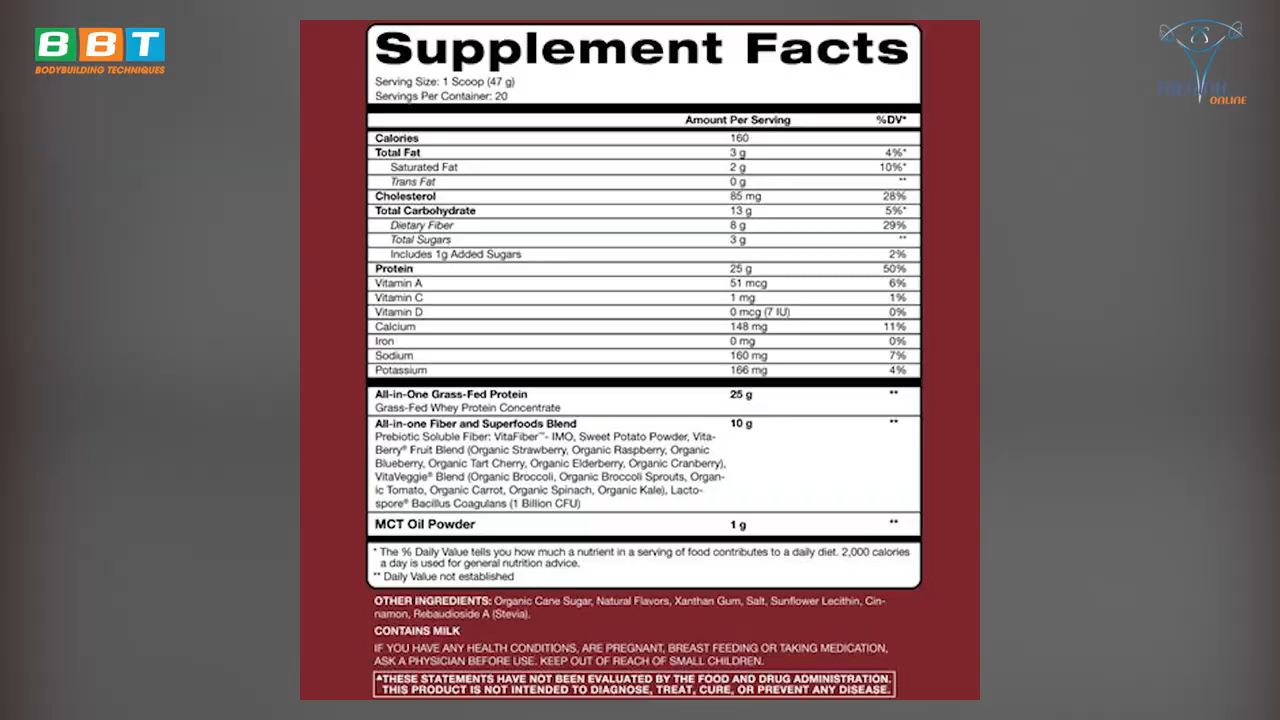 BBT
BODYBUILDING TECHNIQUES
ONLINE
Supplement Facts
Serving Size: 1 Scoop (47 g)
Servings Per Container: 20
Amount Per Serving %DV*
Calories 160
Total Fat 3 g 4%*
Saturated Fat 2 g 10%*
Trans Fat 0 g **
Cholesterol 85 mg 28%
Total Carbohydrate 13 g 5%*
Dietary Fiber 8 g 29%
Total Sugars 3 g **
Includes 1g Added Sugars 2%
Protein 25 g 50%
Vitamin A 51 mcg 6%
Vitamin C 1 mg 1%
Vitamin D 0 mcg (7 IU) 0%
Calcium 148 mg 11%
Iron 0 mg 0%
Sodium 160 mg 7%
Potassium 166 mg 4%
All-in-One Grass-Fed Protein 25 g **
Grass-Fed Whey Protein Concentrate
All-in-one Fiber and Superfoods Blend 10 g **
Prebiotic Soluble Fiber: VitaFiber™- IMO, Sweet Potato Powder, Vita-
Berry® Fruit Blend (Organic Strawberry, Organic Raspberry, Organic
Blueberry, Organic Tart Cherry, Organic Elderberry, Organic Cranberry),
VitaVeggie® Blend (Organic Broccoli, Organic Broccoli Sprouts, Organ-
ic Tomato, Organic Carrot, Organic Spinach, Organic Kale), Lacto-
spore® Bacillus Coagulans (1 Billion CFU)
MCT Oil Powder 1 g **
* The % Daily Value tells you how much a nutrient in a serving of food contributes to a daily diet. 2,000 calories
a day is used for general nutrition advice.
** Daily Value not established
OTHER INGREDIENTS: Organic Cane Sugar, Natural Flavors, Xanthan Gum, Salt, Sunflower Lecithin, Cin-
namon, Rebaudioside A (Stevia).
CONTAINS MILK
IF YOU HAVE ANY HEALTH CONDITIONS, ARE PREGNANT, BREAST FEEDING OR TAKING MEDICATION,
ASK A PHYSICIAN BEFORE USE. KEEP OUT OF REACH OF SMALL CHILDREN.
*THESE STATEMENTS HAVE NOT BEEN EVALUATED BY THE FOOD AND DRUG ADMINISTRATION.
THIS PRODUCT IS NOT INTENDED TO DIAGNOSE, TREAT, CURE, OR PREVENT ANY DISEASE.